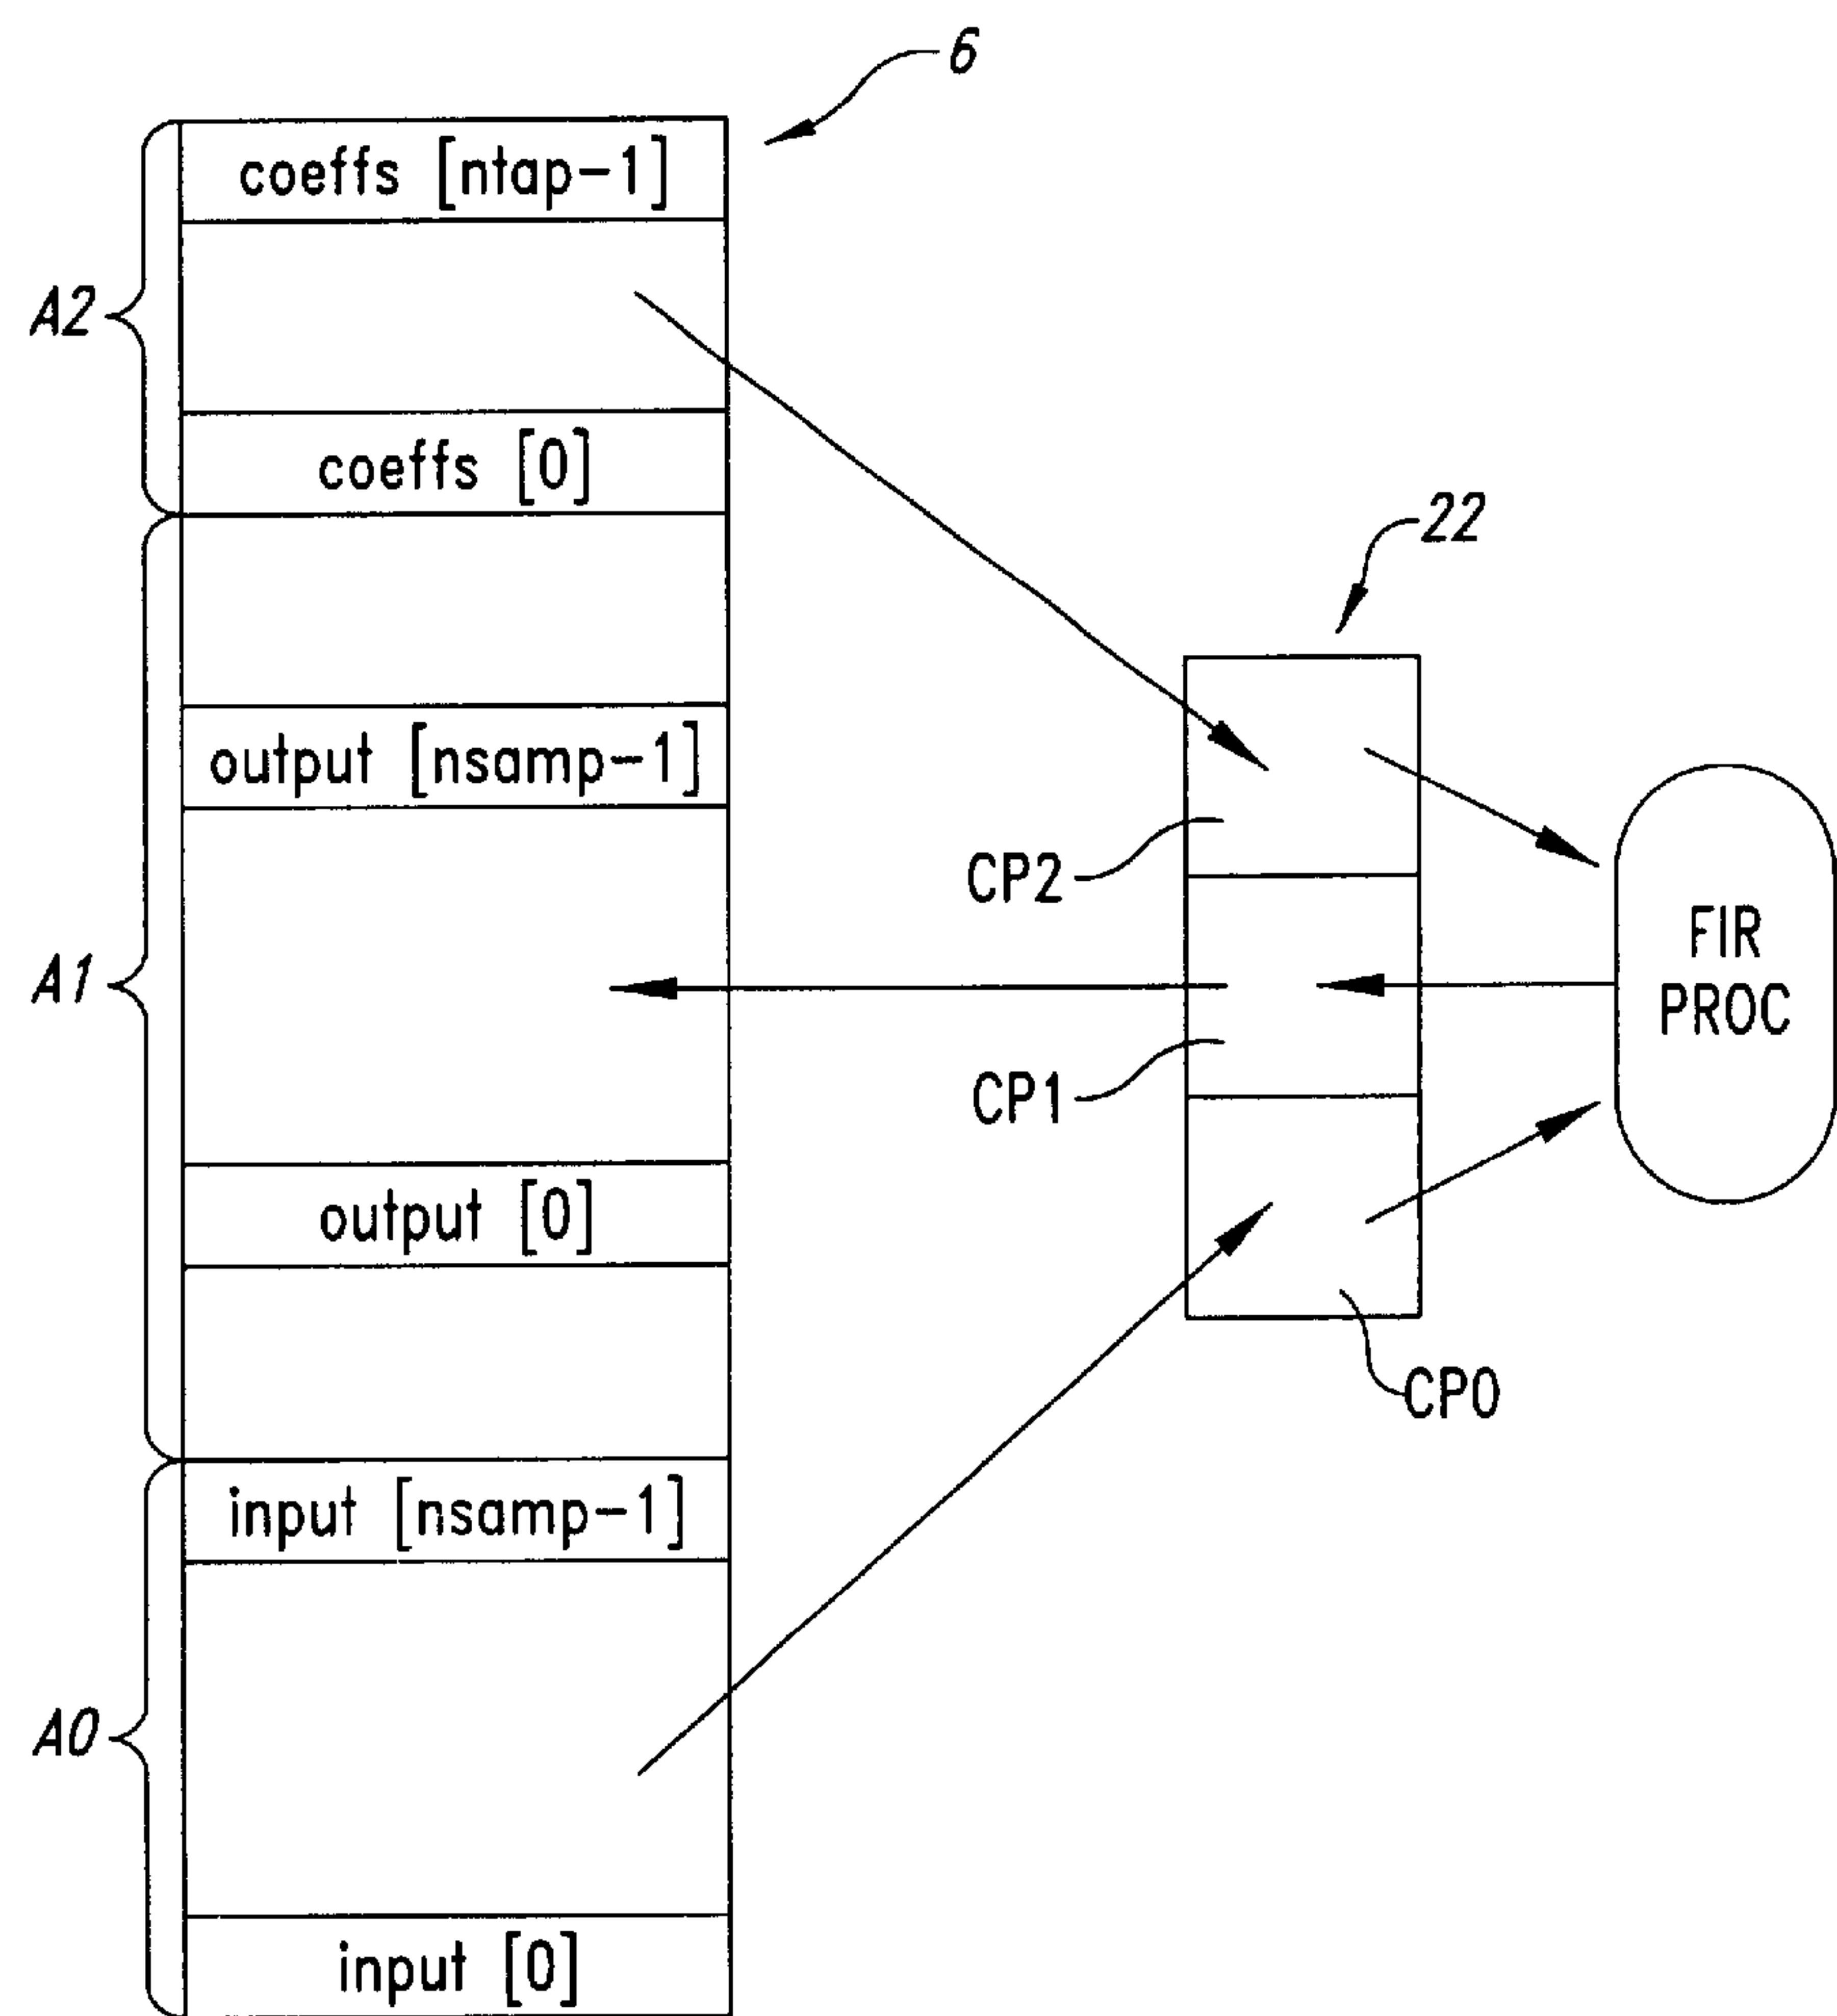 6
coeffs [ntap-1]
A2
coeffs [0]
22
output [nsamp-1]
CP2
FIR
PROC
A1
CP1
output [0]
CP0
input [nsamp-1]
A0
input [0]